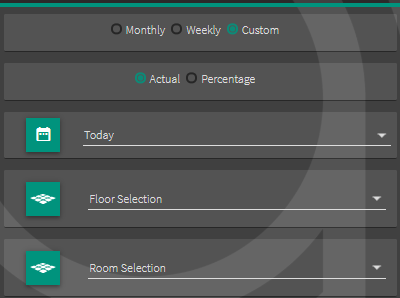 Monthly Weekly Custom
Actual Percentage
Today
Floor Selection
Room Selection